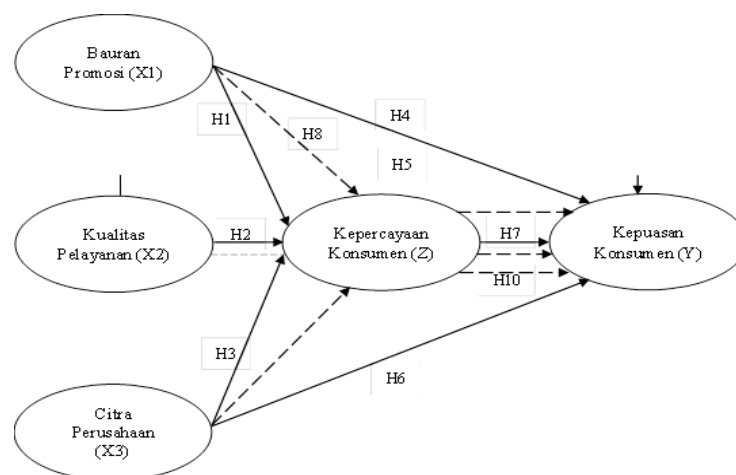 Bauran
Promosi (X1)
H1
H8
H4
H5
Kualitas
Pelayanan (X2)
H2
Kepercayaan
Konsumen (Z)
H7
H10
Kepuasan
Konsumen (Y)
H3
H6
Citra
Perusahaan
(X3)